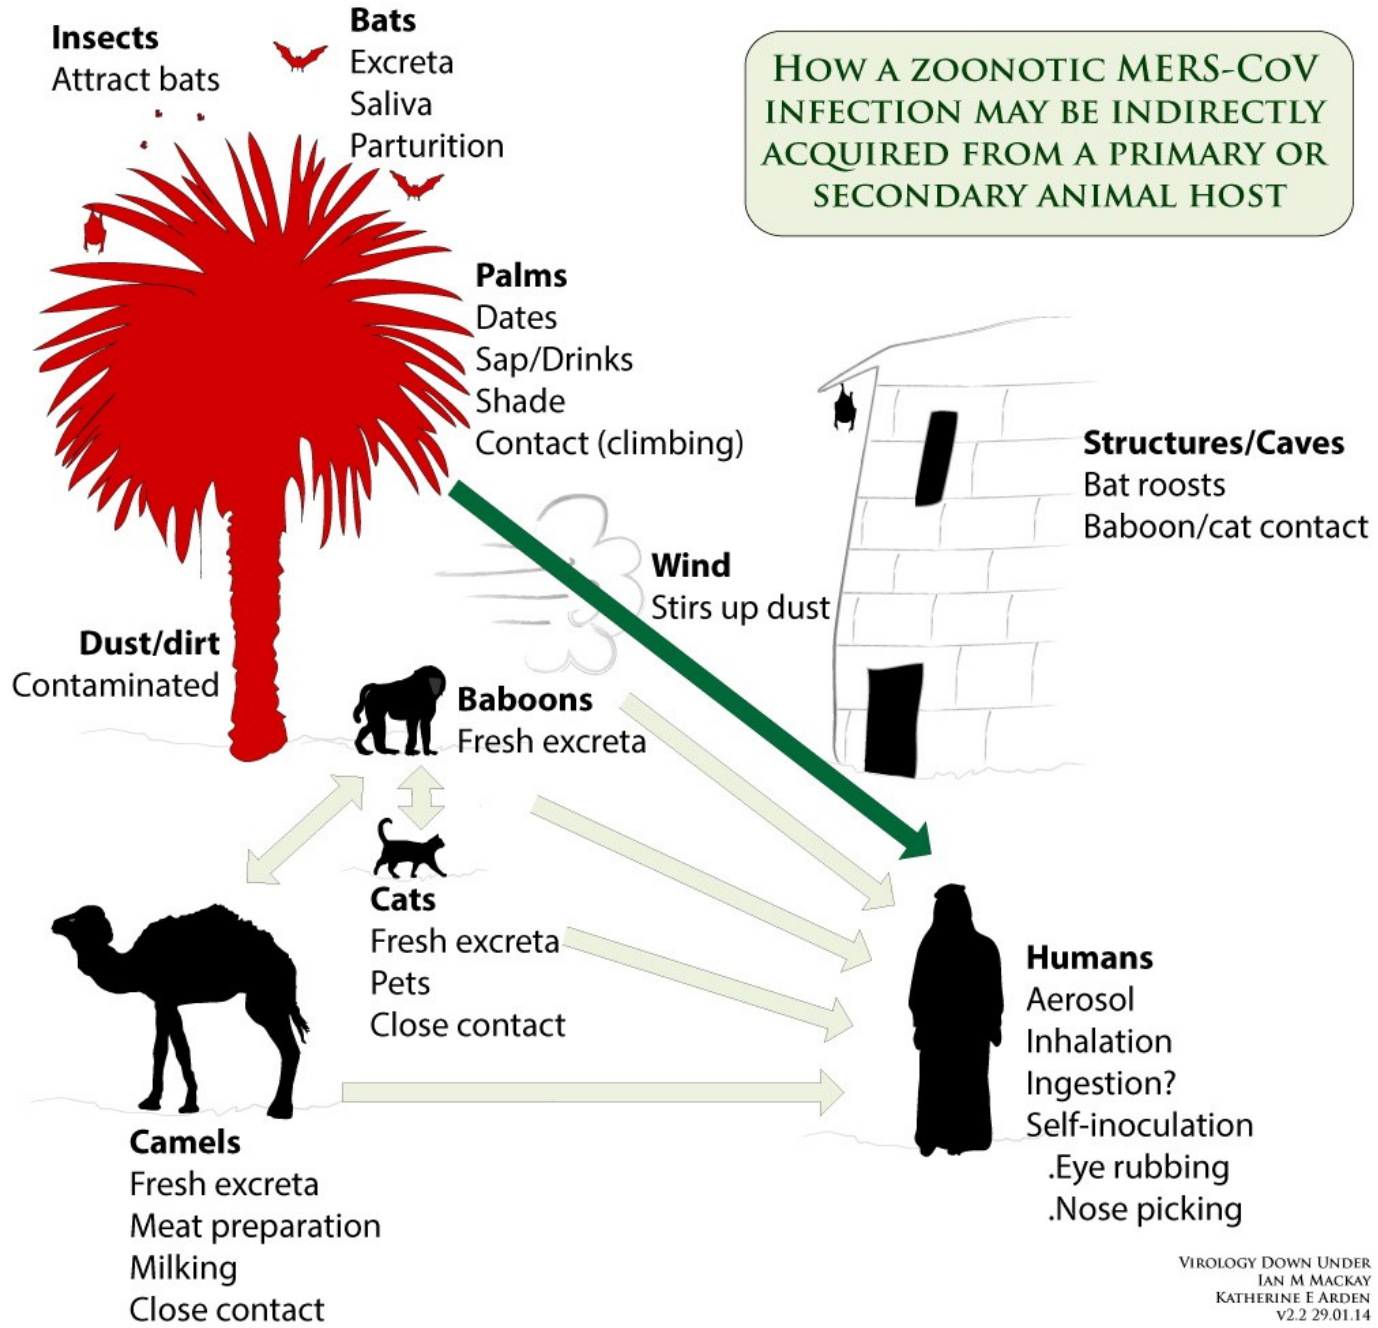 Insects
Attract bats
Bats
Excreta
Saliva
Parturition
HOW A ZOONOTIC MERS-COV
INFECTION MAY BE INDIRECTLY
ACQUIRED FROM A PRIMARY OR
SECONDARY ANIMAL HOST
Palms
Dates
Sap/Drinks
Shade
Contact (climbing)
Structures/Caves
Bat roosts
Baboon/cat contact
Wind
Stirs up dust
Dust/dirt
Contaminated
Baboons
Fresh excreta
Cats
Fresh excreta
Pets
Close contact
Humans
Aerosol
Inhalation
Ingestion?
Self-inoculation
.Eye rubbing
.Nose picking
Camels
Fresh excreta
Meat preparation
Milking
Close contact
VIROLOGY DOWN UNDER
IAN M MACKAY
KATHERINE E ARDEN
V2.2 29.01.14